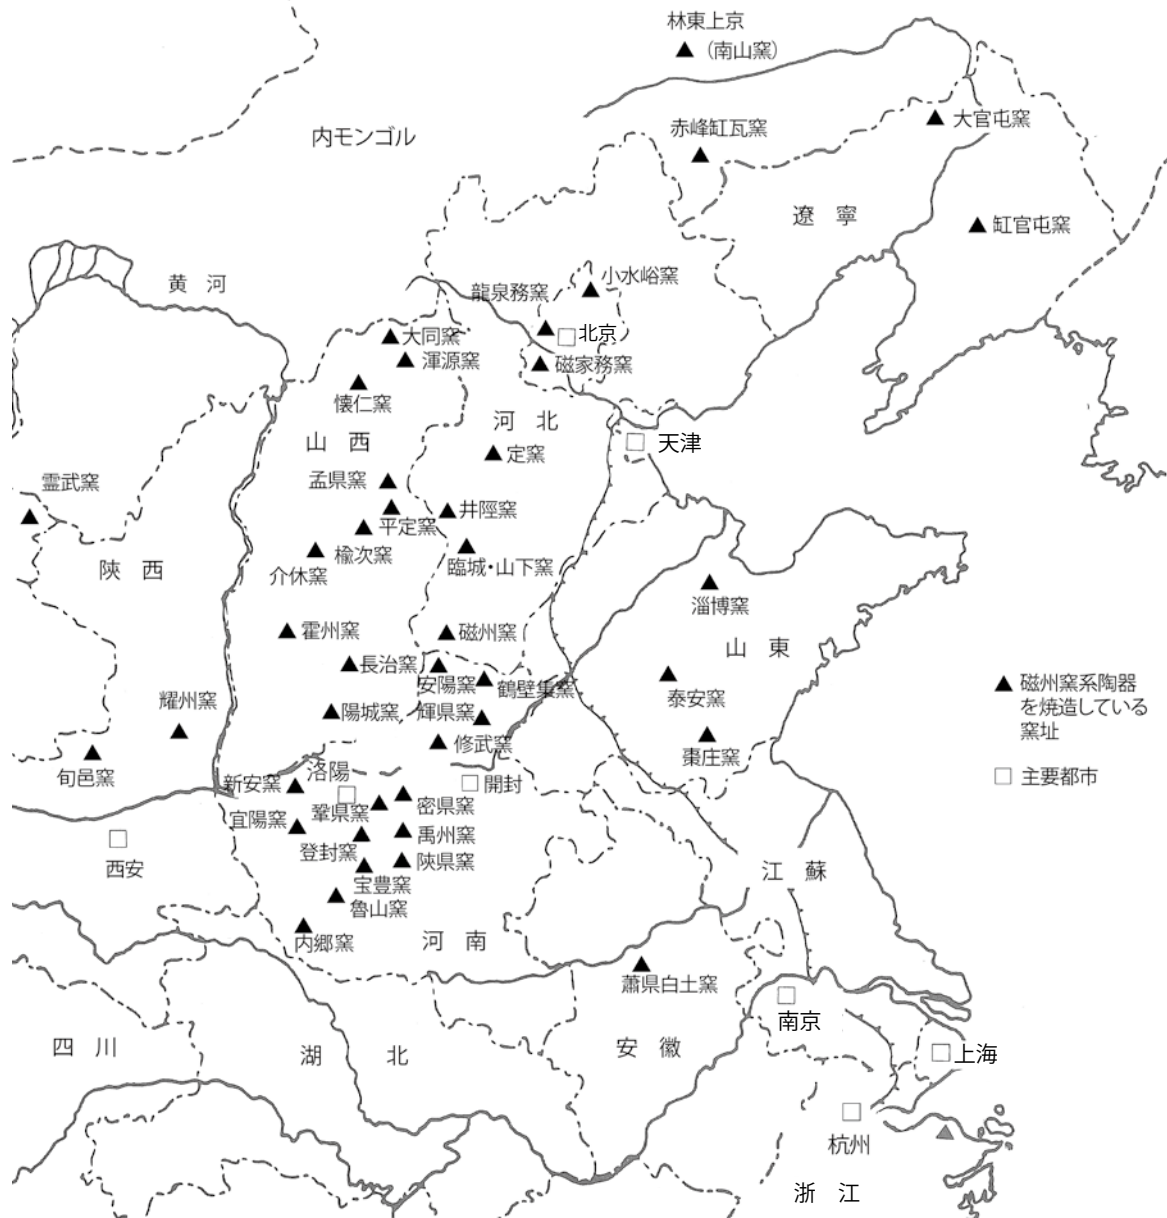 林東上京
(南山窯)
赤峰缸瓦窯
大官屯窯
内モンゴル
遼 寧
缸官屯窯
黄 河
小水峪窯
龍泉務窯
北京
大同窯
渾源窯
磁家務窯
懐仁窯
河 北
山 西
天津
定窯
孟県窯
霊武窯
井陘窯
平定窯
楡次窯
臨城・山下窯
介休窯
陝 西
淄博窯
霍州窯
磁州窯
山 東
長治窯
安陽窯
鶴壁集窯
磁州窯系陶器
を焼造している
窯址
泰安窯
耀州窯
陽城窯
輝県窯
修武窯
棗庄窯
旬邑窯
洛陽
新安窯
開封
主要都市
密県窯
鞏県窯
宜陽窯
禹州窯
登封窯
陝県窯
西安
江 蘇
宝豊窯
魯山窯
内郷窯
河 南
蕭県白土窯
南京
四 川
湖 北
安 徽
上海
杭州
浙 江